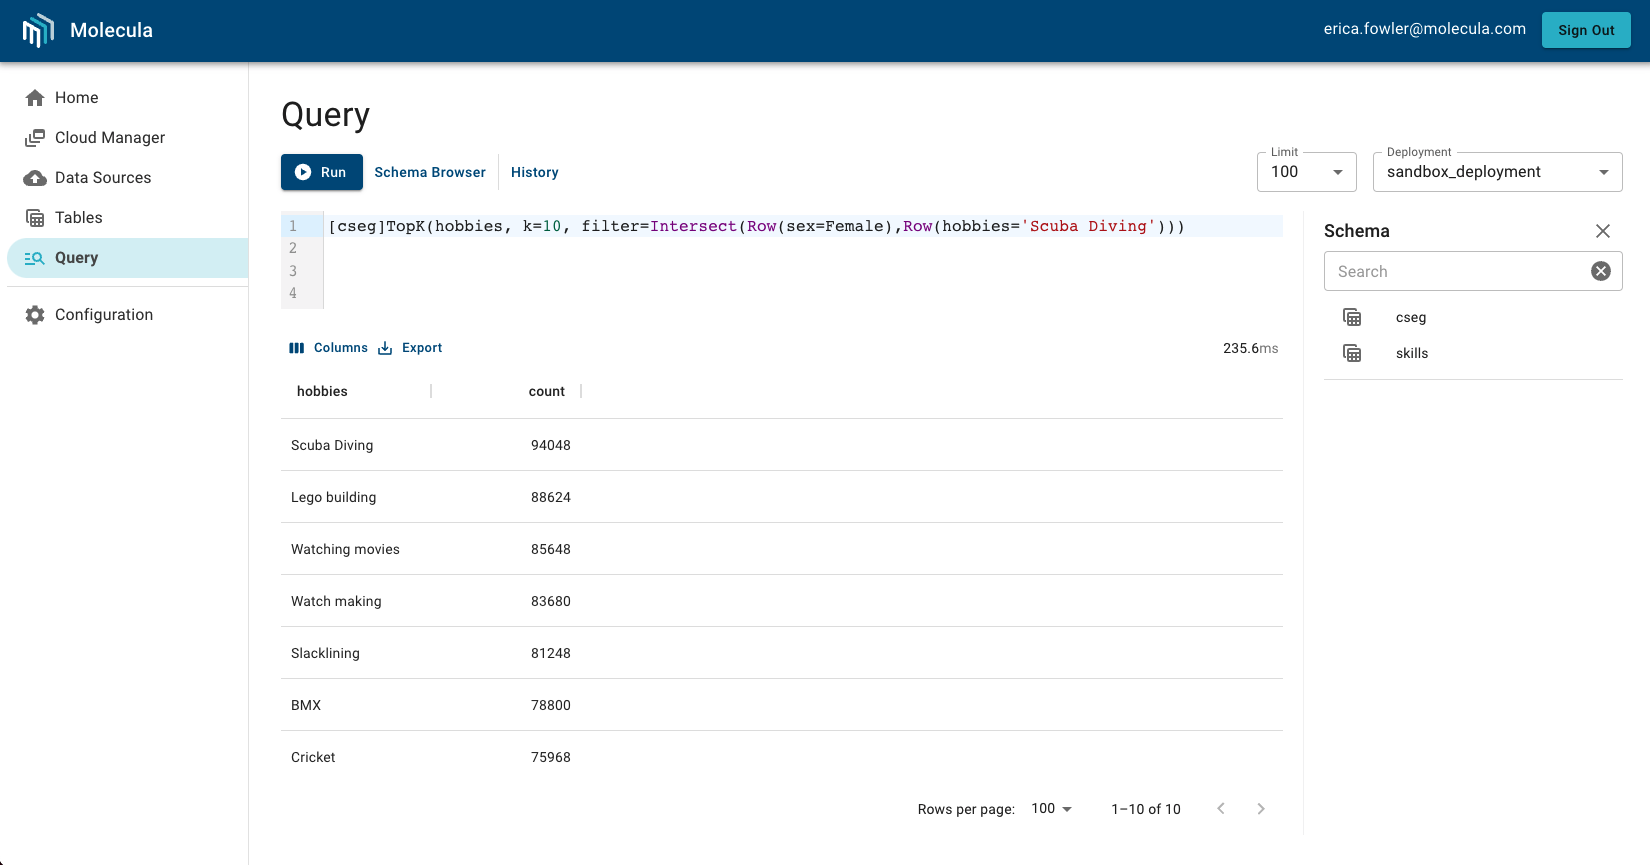 Molecula
erica.fowler@molecula.com
Sign Out
Home
Cloud Manager
Data Sources
Tables
Query
Configuration
Query
Run
Schema Browser
History
Limit
100
Deployment
sandbox_deployment
1 [cseg]TopK(hobbies, k=10, filter=Intersect(Row(sex=Female),Row(hobbies='Scuba Diving')))
2
3
4
Columns
Export
235.6ms
hobbies count
Scuba Diving 94048
Lego building 88624
Watching movies 85648
Watch making 83680
Slacklining 81248
BMX 78800
Cricket 75968
Rows per page: 100 1–10 of 10
Schema
Search
cseg
skills